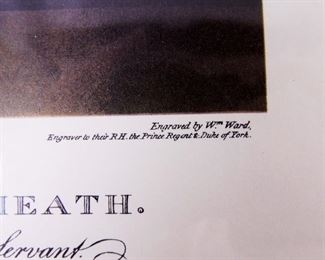 Engraved by Wm Ward,
Engraver to their R.H. the Prince Regent & Duke of York.
HEATH.
Servant.